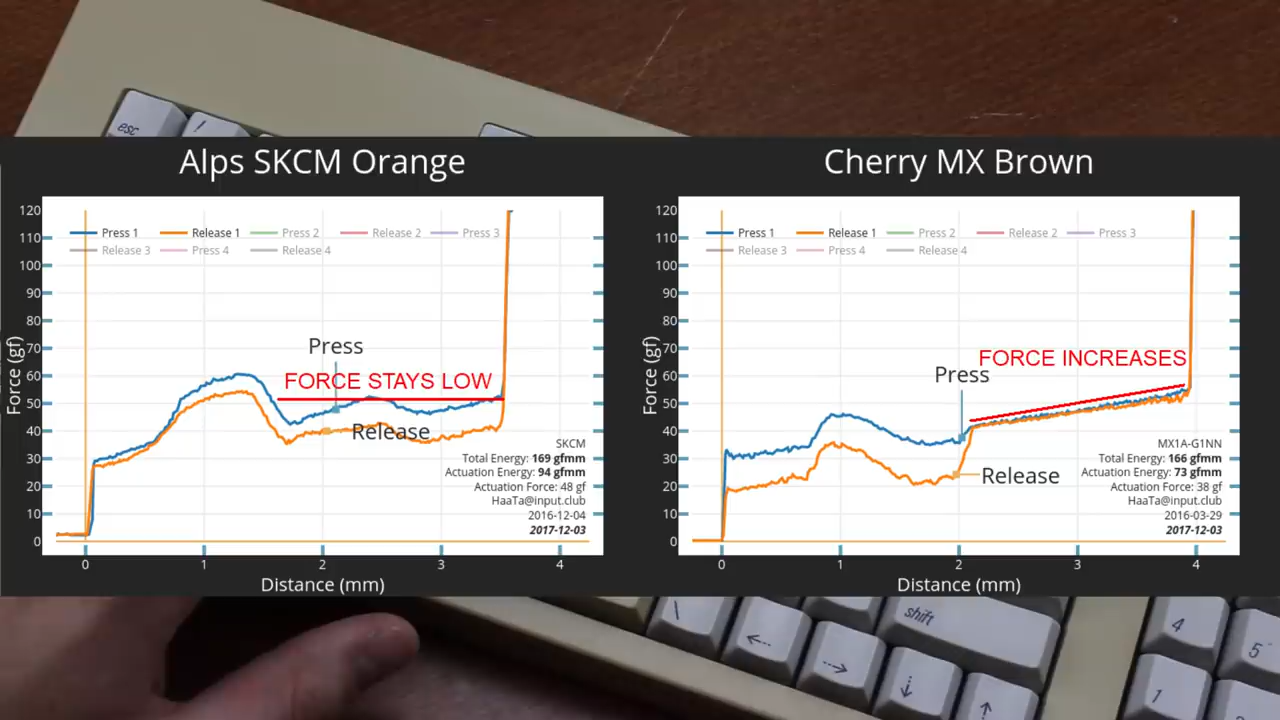 esc !
Alps SKCM Orange
120
110
100
90
80
70
60
50
40
30
20
10
0
Force (gf)
Press 1 Release 1 Press 2 Release 2 Press 3
Release 3 Press 4 Release 4
Press
FORCE STAYS LOW
Release
SKCM
Total Energy: 169 gfmm
Actuation Energy: 94 gfmm
Actuation Force: 48 gf
HaaTa@input.club
2016-12-04
2017-12-03
0 1 2 3 4
Distance (mm)
Cherry MX Brown
120
110
100
90
80
70
60
50
40
30
20
10
0
Force (gf)
Press 1 Release 1 Press 2 Release 2 Press 3
Release 3 Press 4 Release 4
FORCE INCREASES
Press
Release
MX1A-G1NN
Total Energy: 166 gfmm
Actuation Energy: 73 gfmm
Actuation Force: 38 gf
HaaTa@input.club
2016-03-29
2017-12-03
0 1 2 3 4
Distance (mm)
\ shift 4 5
← → ↓ ↑ 1